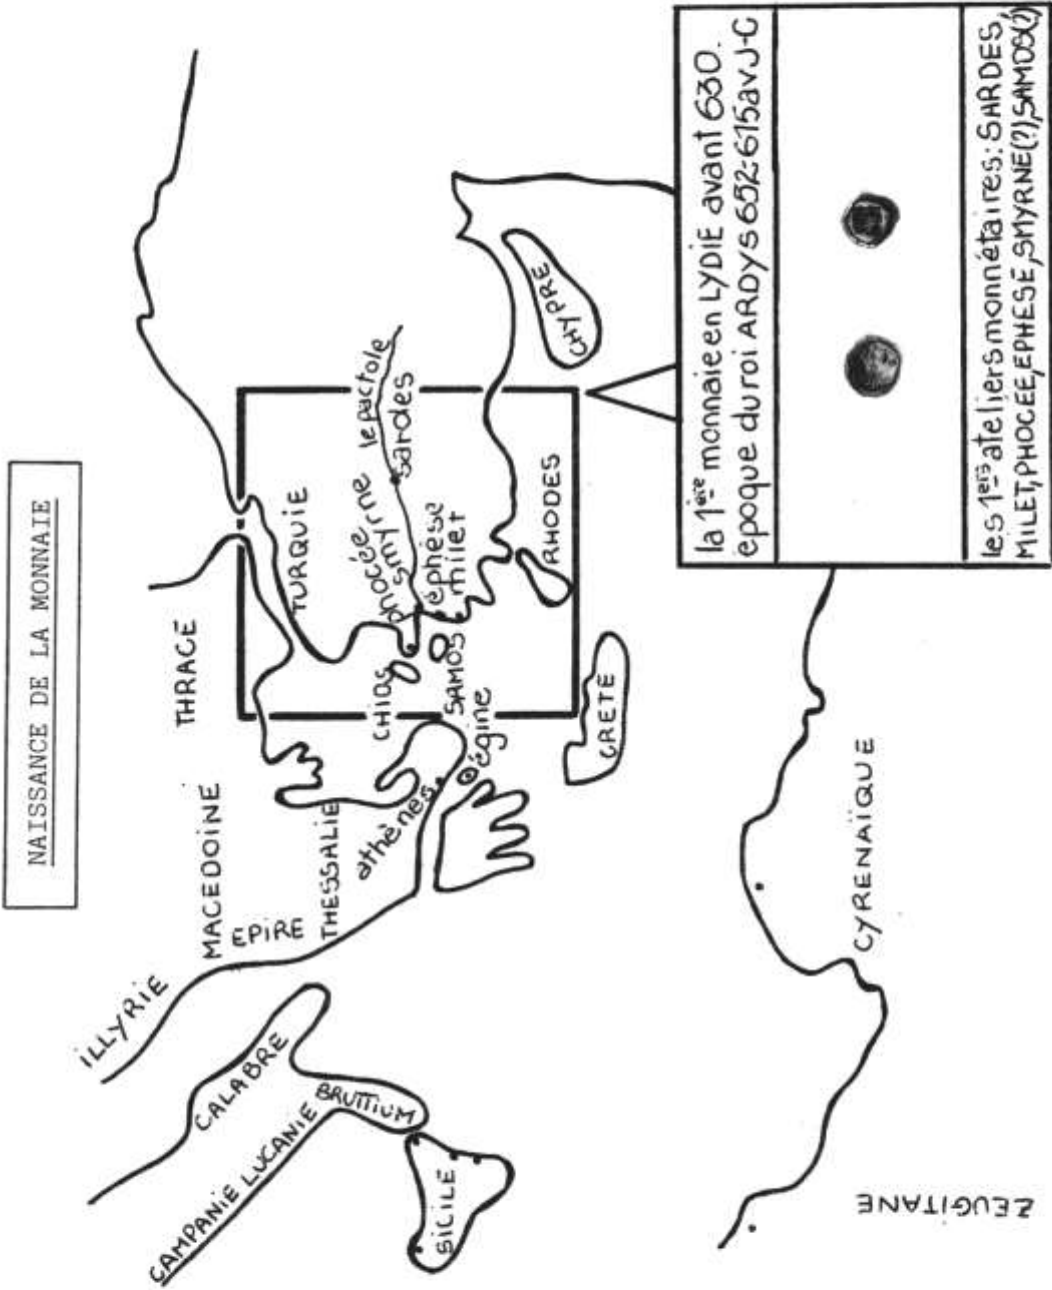 NAISSANCE DE LA MONNAIE
ILLYRIE
MACEDOINE
THRACE
EPIRE
CALABRE
THESSALIE
TURQUIE
CAMPANIE LUCANIE
BRUTTIUM
athènes
CHIOS
phocée
le pactole
smyrne
sardes
SICILE
égine
SAMOS
éphèse
milet
RHODES
CHYPRE
CRETE
CYRENAÏQUE
ZEUGITANE
la 1ère monnaie en LYDIE avant 630.
époque du roi ARDYS 652-615 av J-C
les 1ers ateliers monnétaires: SARDES,
MILET, PHOCÉE, EPHESE, SMYRNE(?), SAMOS(?)